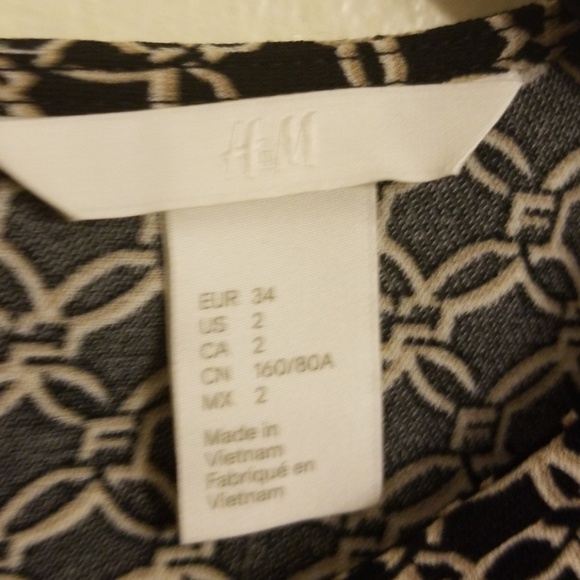 H&M
EUR 34
US 2
CA 2
CN 160/80A
MX 2
Made in
Vietnam
Fabriqué en
Vietnam